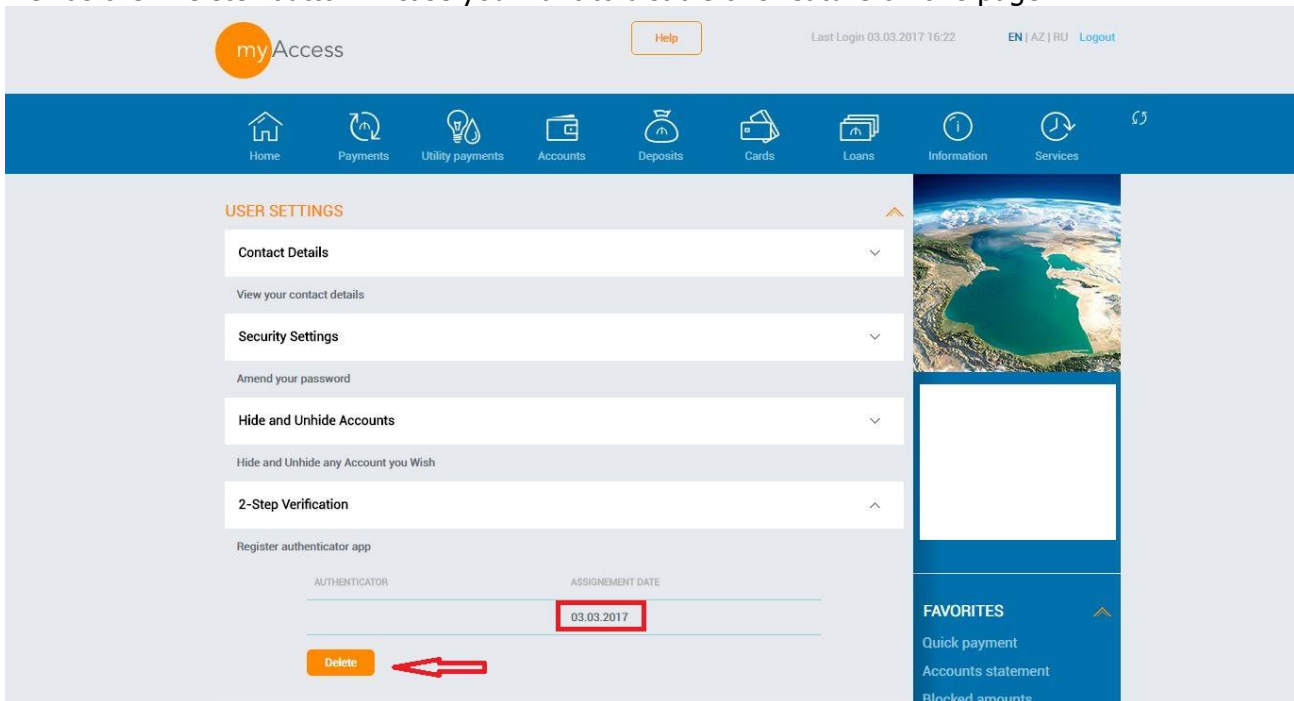 myAccess
Help
Last Login 03.03.2017 16:22
EN | AZ | RU Logout
Home
Payments
Utility payments
Accounts
Deposits
Cards
Loans
Information
Services
USER SETTINGS
Contact Details
View your contact details
Security Settings
Amend your password
Hide and Unhide Accounts
Hide and Unhide any Account you Wish
2-Step Verification
Register authenticator app
AUTHENTICATOR
ASSIGNEMENT DATE
03.03.2017
Delete
FAVORITES
Quick payment
Accounts statement
Blocked amounts